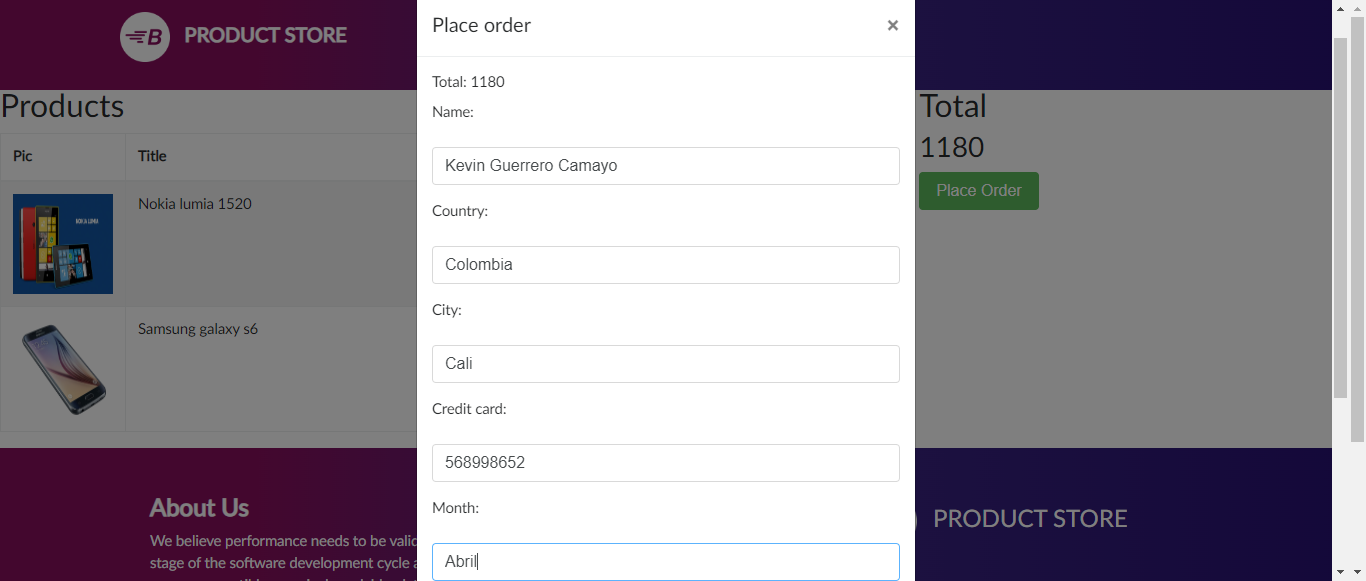 PRODUCT STORE
Place order
×
Total: 1180
Name:
Kevin Guerrero Camayo
Country:
Colombia
City:
Cali
Credit card:
568998652
Month:
Abril
Products
Pic
Title
NOKIA LUMIA
Nokia lumia 1520
Samsung galaxy s6
Total
1180
Place Order
About Us
We believe performance needs to be
stage of the software development cycle
PRODUCT STORE